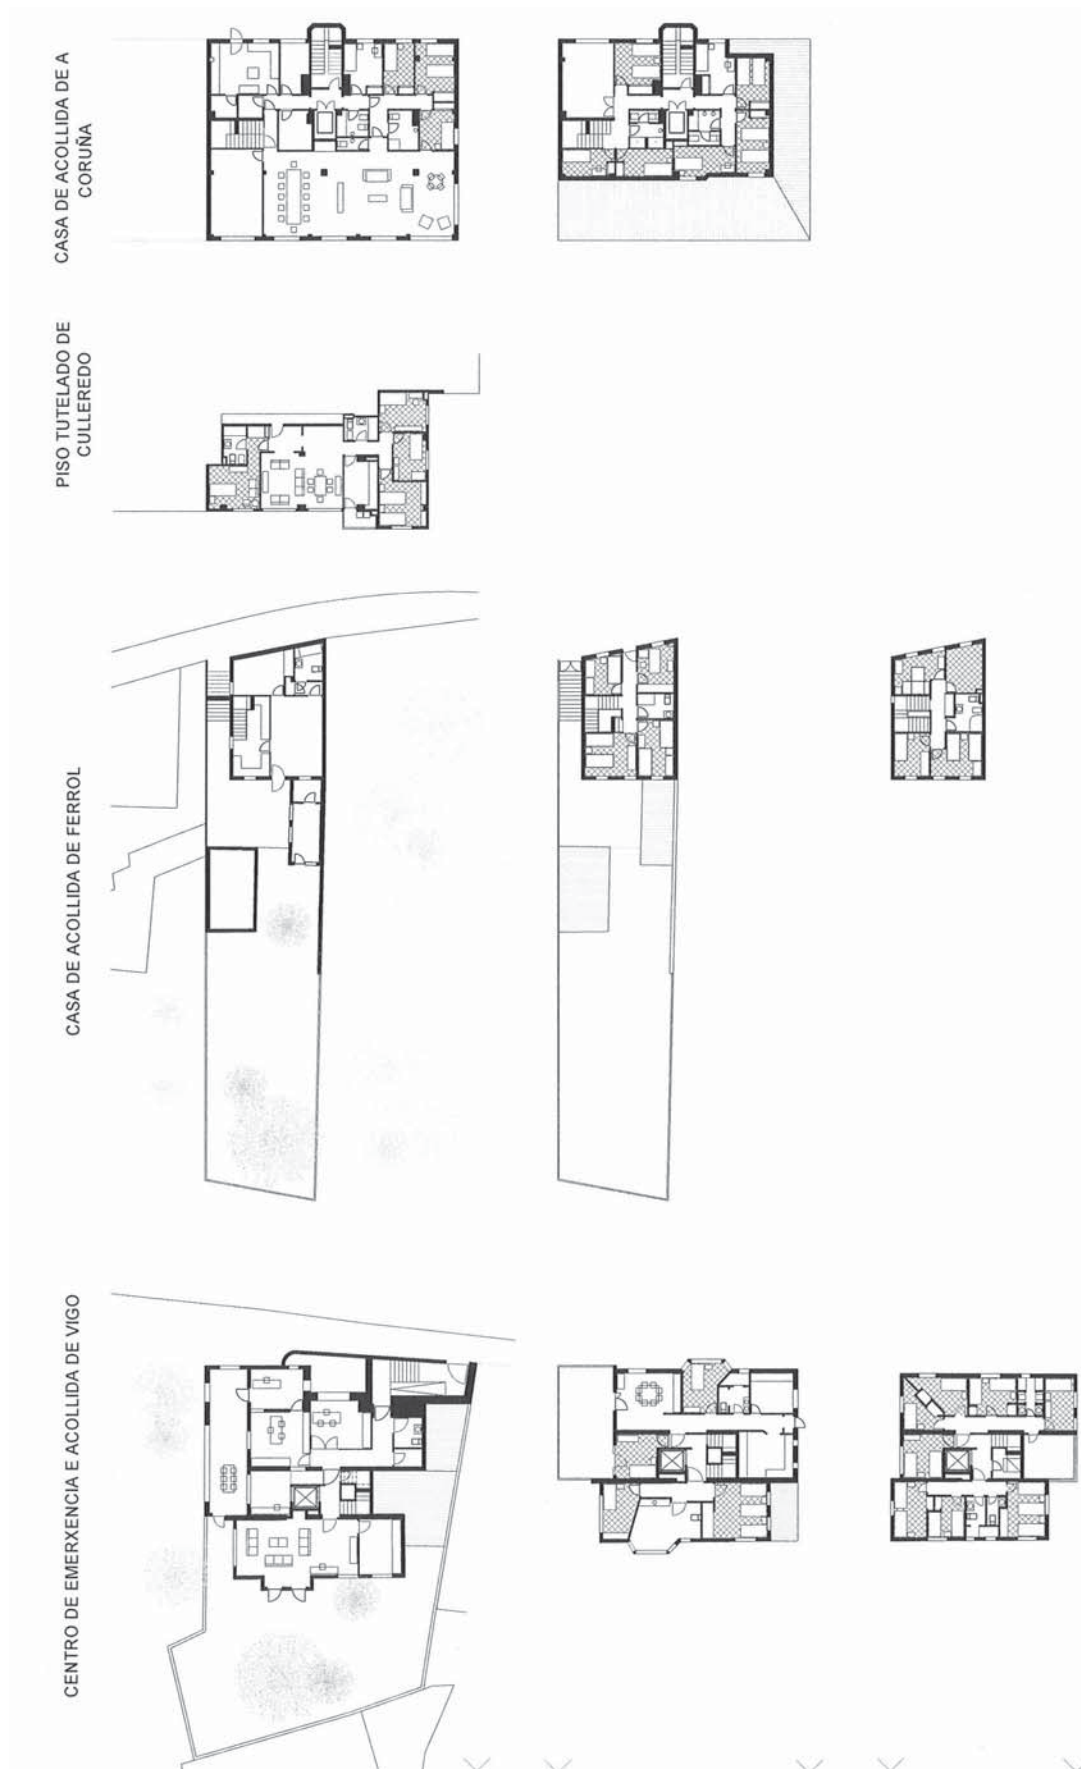 CASA DE ACOLLIDA DE A
CORUÑA
PISO TUTELADO DE
CULLEREDO
CASA DE ACOLLIDA DE FERROL
CENTRO DE EMERXENCIA E ACOLLIDA DE VIGO